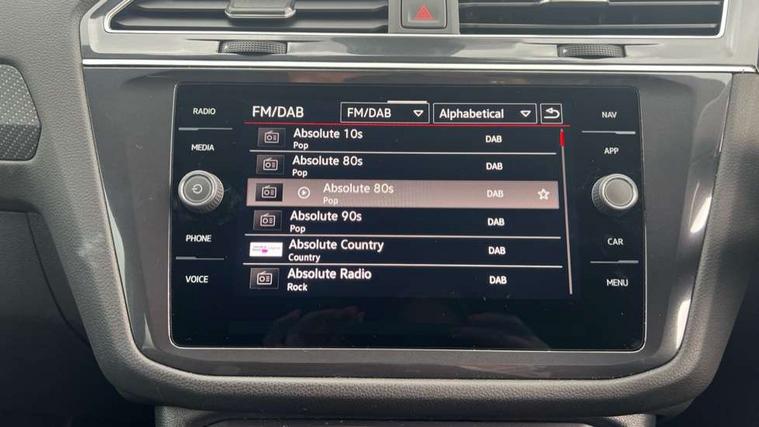 RADIO
MEDIA
PHONE
VOICE
FM/DAB FM/DAB Alphabetical
Absolute 10s DAB
Pop
Absolute 80s DAB
Pop
Absolute 80s DAB
Pop
Absolute 90s DAB
Pop
Absolute Country DAB
Country
Absolute Radio DAB
Rock
NAV
APP
CAR
MENU